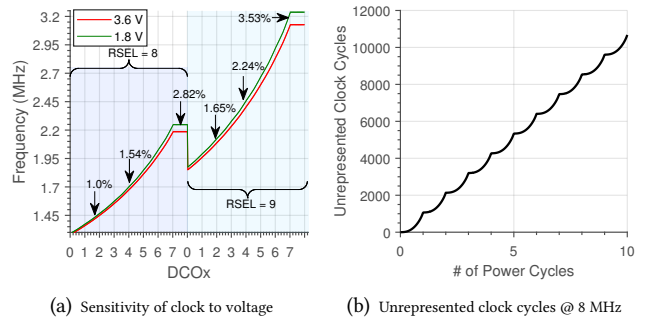 3.6 V
1.8 V
RSEL = 8
3.53%
2.24%
2.82%
1.65%
1.54%
1.0%
RSEL = 9
3.2
2.95
2.7
2.45
2.2
1.95
1.7
1.45
Frequency (MHz)
0 1 2 3 4 5 6 7 0 1 2 3 4 5 6 7
DCOx
(a) Sensitivity of clock to voltage
12000
10000
8000
6000
4000
2000
0
Unrepresented Clock Cycles
0 5 10
# of Power Cycles
(b) Unrepresented clock cycles @ 8 MHz